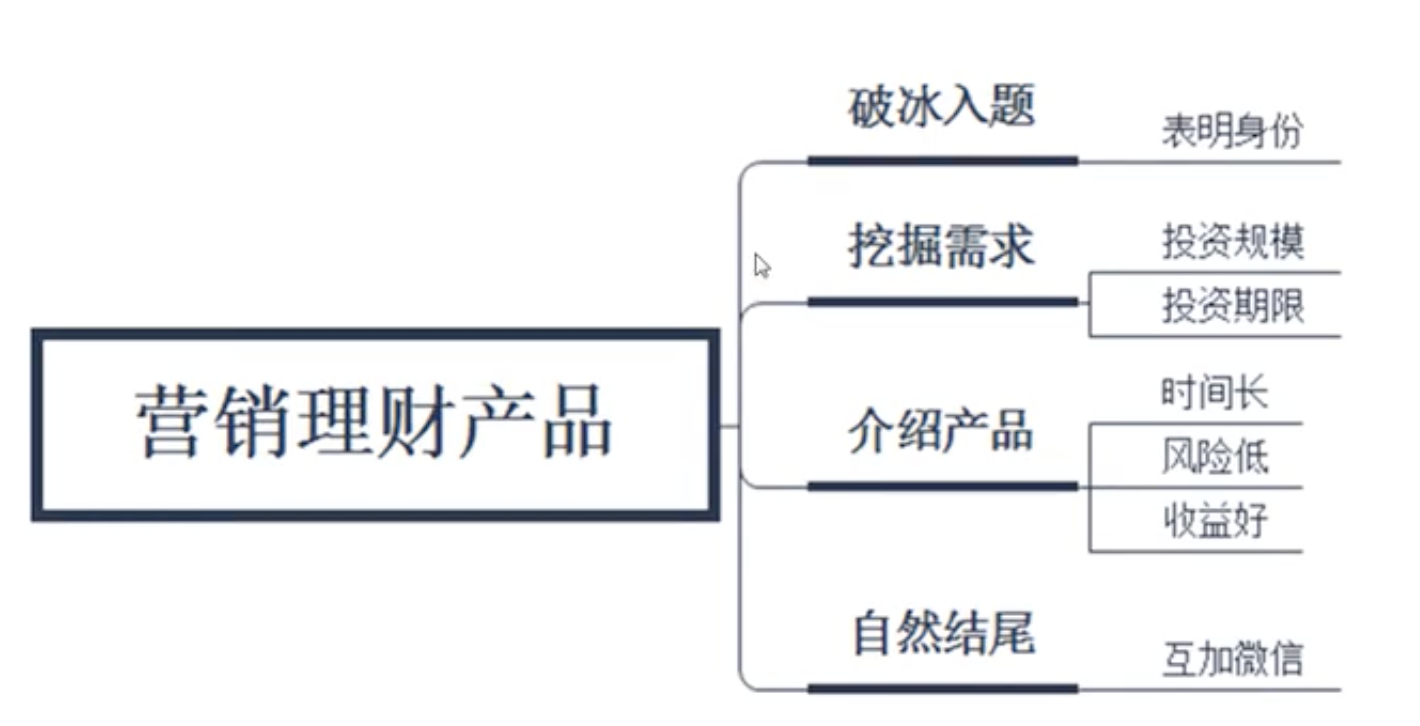 营销理财产品
破冰入题
表明身份
挖掘需求
投资规模
投资期限
介绍产品
时间长
风险低
收益好
自然结尾
互加微信